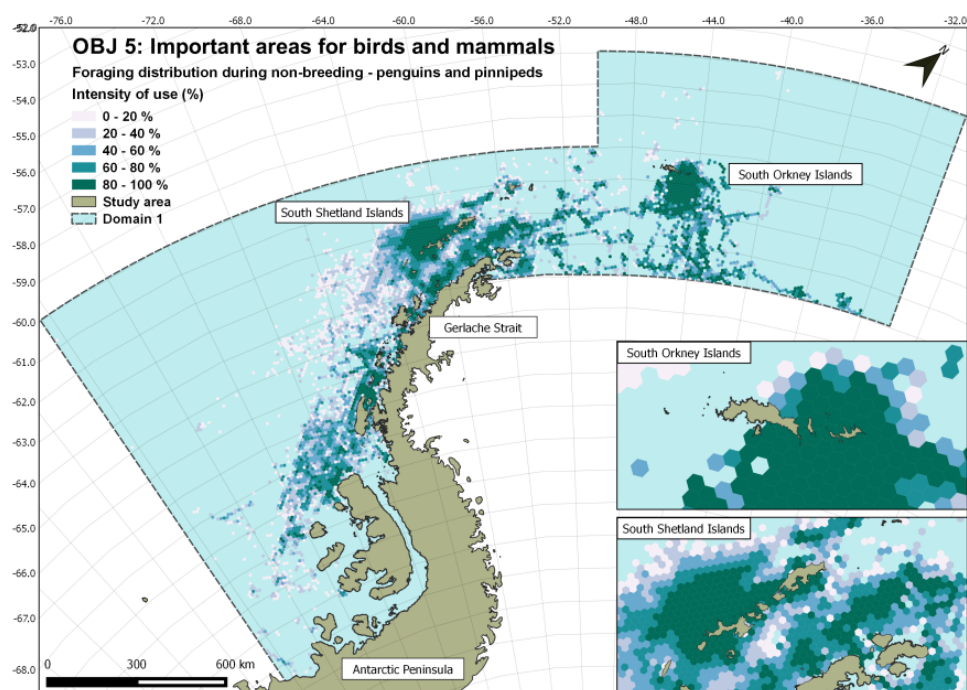 -76.0 -72.0 -68.0 -64.0 -60.0 -56.0 -52.0 -48.0 -44.0 -40.0 -36.0 -32.0
-52.0
OBJ 5: Important areas for birds and mammals
Foraging distribution during non-breeding - penguins and pinnipeds
Intensity of use (%)
0 - 20 %
20 - 40 %
40 - 60 %
60 - 80 %
80 - 100 %
Study area
Domain 1
N
-53.0
-54.0
-55.0
-56.0
-57.0
-58.0
-59.0
-60.0
-61.0
-62.0
-63.0
-64.0
-65.0
-66.0
-67.0
-68.0
South Orkney Islands
South Shetland Islands
Gerlache Strait
South Orkney Islands
South Shetland Islands
Antarctic Peninsula
0 300 600 km